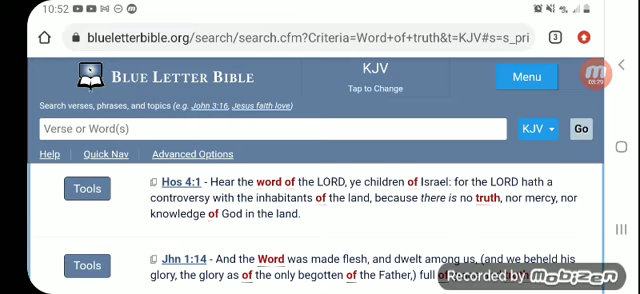 10:52
blueletterbible.org/search/search.cfm?Criteria=Word+of+truth&t=KJV#s=s_pri
3
BLUE LETTER BIBLE
KJV
Tap to Change
Menu
03:29
Search verses, phrases, and topics (e.g. John 3:16, Jesus faith love)
Verse or Word(s)
KJV
Go
Help Quick Nav Advanced Options
Tools
Hos 4:1 - Hear the word of the LORD, ye children of Israel: for the LORD hath a
controversy with the inhabitants of the land, because there is no truth, nor mercy, nor
knowledge of God in the land.
Tools
Jhn 1:14 - And the Word was made flesh, and dwelt among us, (and we beheld his
glory, the glory as of the only begotten of the Father,) full
Recorded by Mobizen